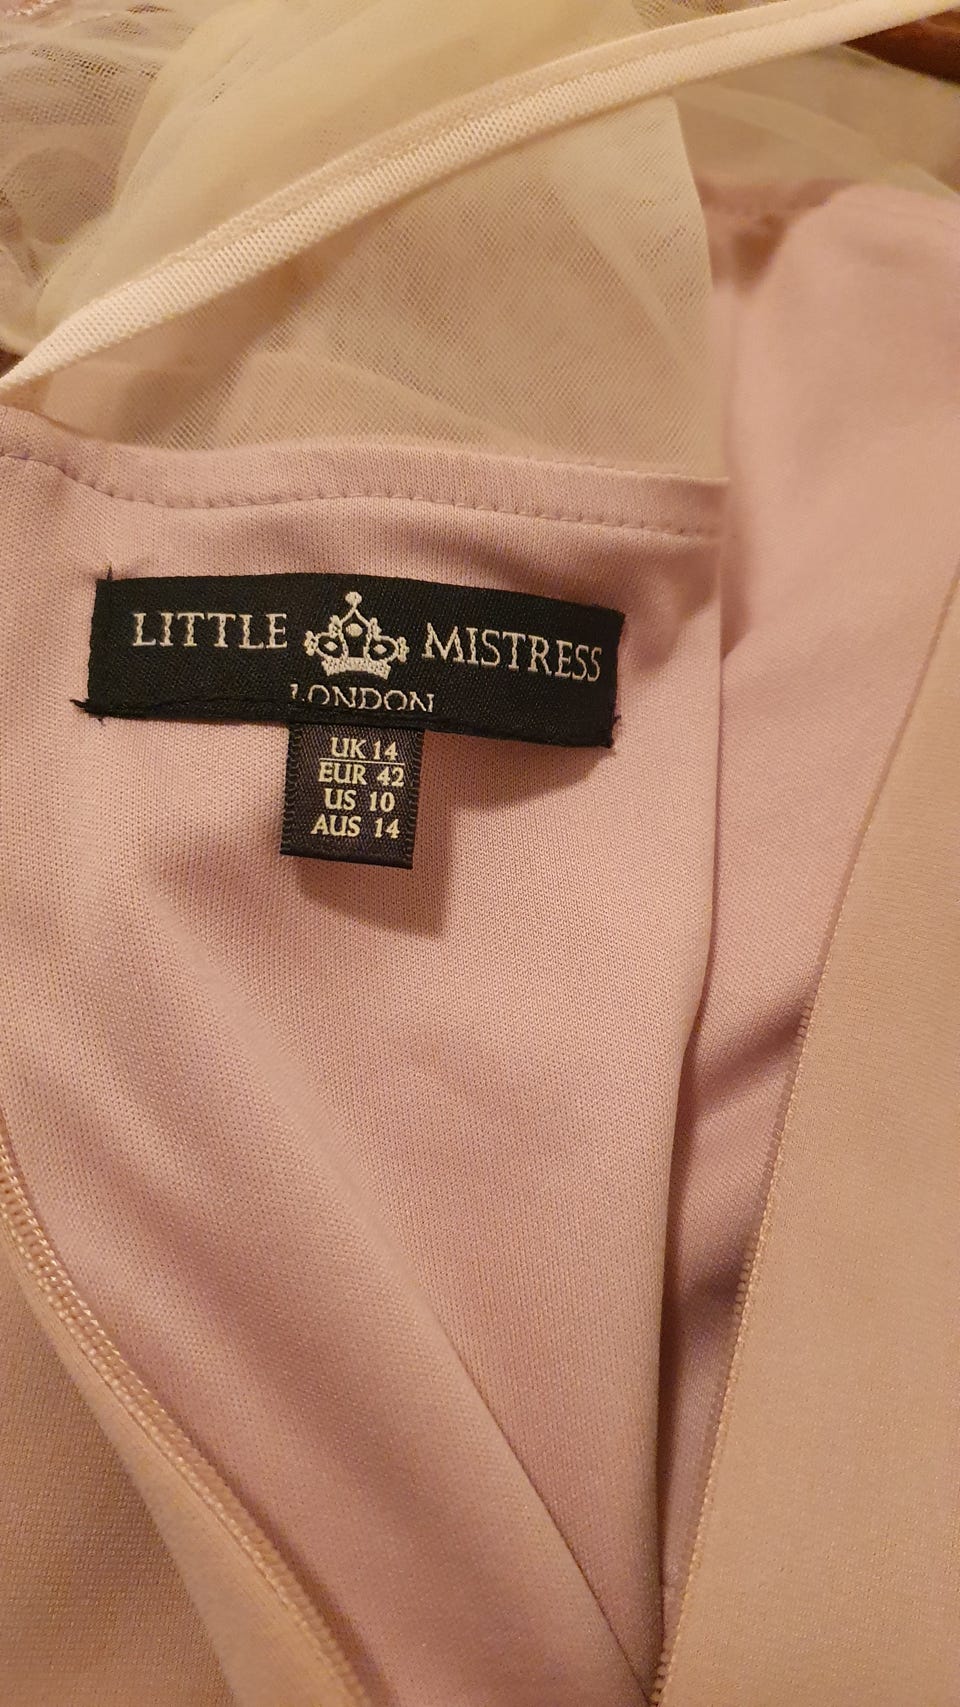 LITTLE MISTRESS
LONDON
UK 14
EUR 42
US 10
AUS 14